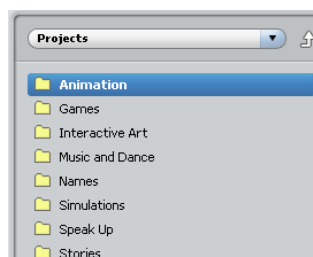 Projects
Animation
Games
Interactive Art
Music and Dance
Names
Simulations
Speak Up
Stories